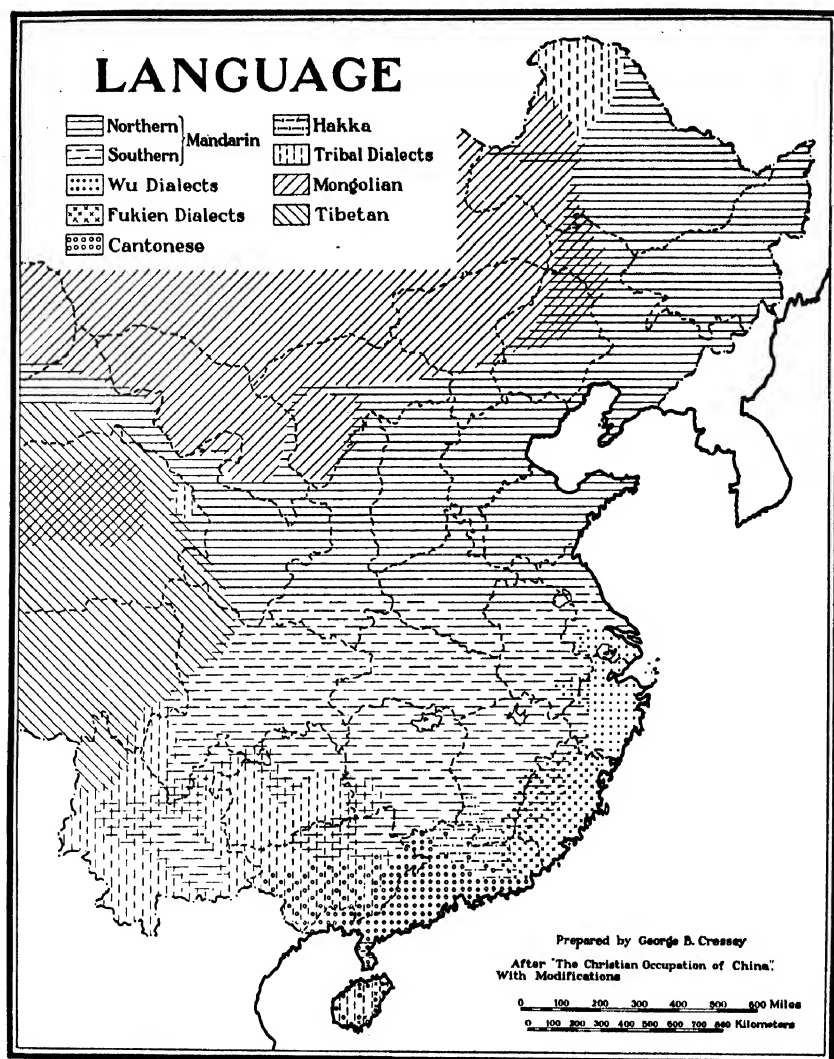 LANGUAGE
Northern
Southern
Mandarin
Wu Dialects
Fukien Dialects
Cantonese
Hakka
Tribal Dialects
Mongolian
Tibetan
Prepared by George B. Cressey
After "The Christian Occupation of China",
With Modifications
0 100 200 300 400 500 600 Miles
0 100 200 300 400 500 600 700 800 Kilometers